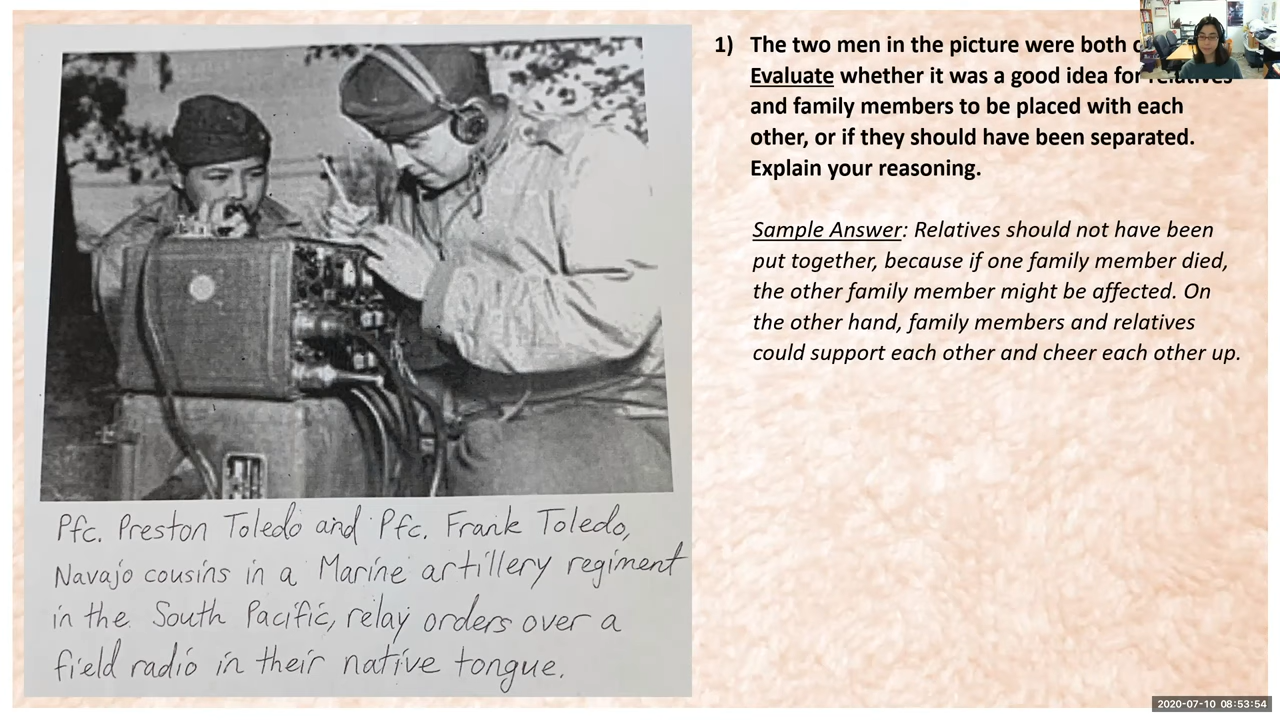 1) The two men in the picture were both
Evaluate whether it was a good idea for relatives
and family members to be placed with each
other, or if they should have been separated.
Explain your reasoning.
Sample Answer: Relatives should not have been
put together, because if one family member died,
the other family member might be affected. On
the other hand, family members and relatives
could support each other and cheer each other up.
Pfc. Preston Toledo and Pfc. Frank Toledo,
Navajo cousins in a Marine artillery regiment
in the South Pacific, relay orders over a
field radio in their native tongue.
2020-07-10 08:53:54